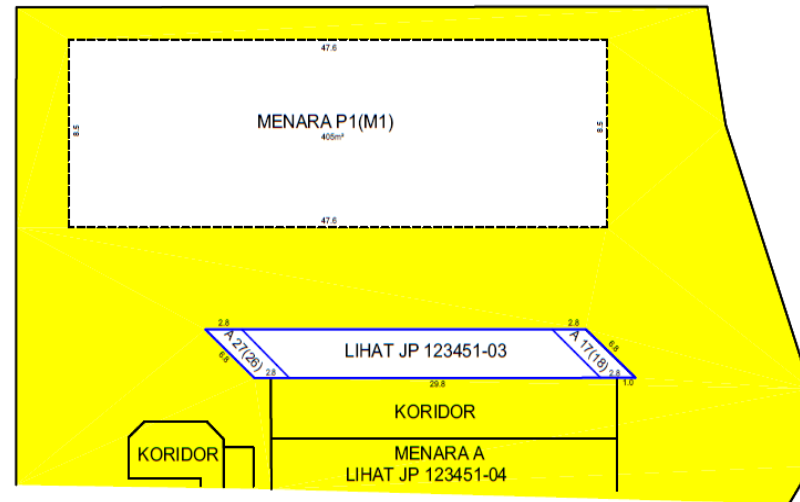 47.6
MENARA P1(M1)
405m²
8.5
8.5
47.6
2.8
2.8
A 27(26)
LIHAT JP 123451-03
A 17(18)
6.8
6.8
2.8
2.8
29.8
1.0
KORIDOR
KORIDOR
MENARA A
LIHAT JP 123451-04